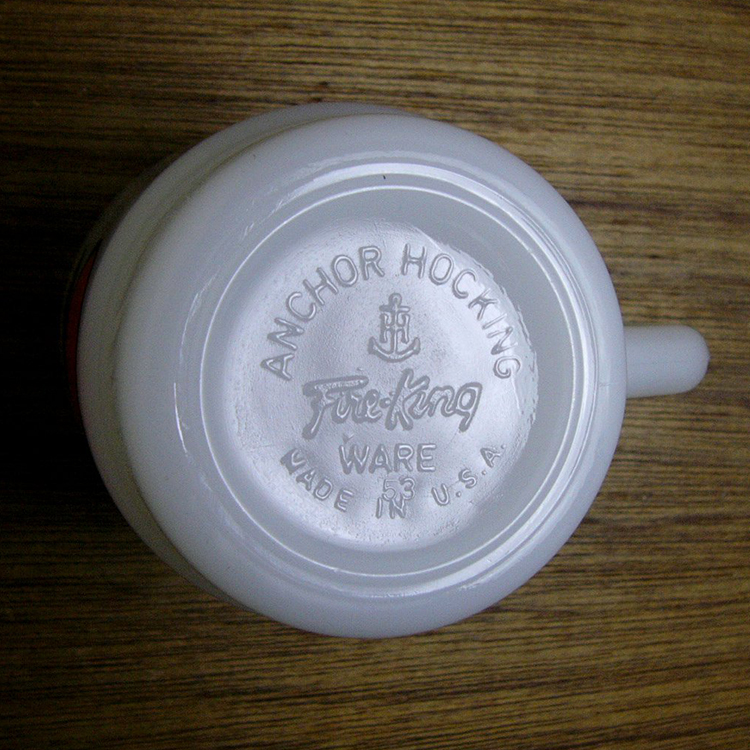 ANCHOR HOCKING
Fire-King
WARE
53
MADE IN U.S.A.